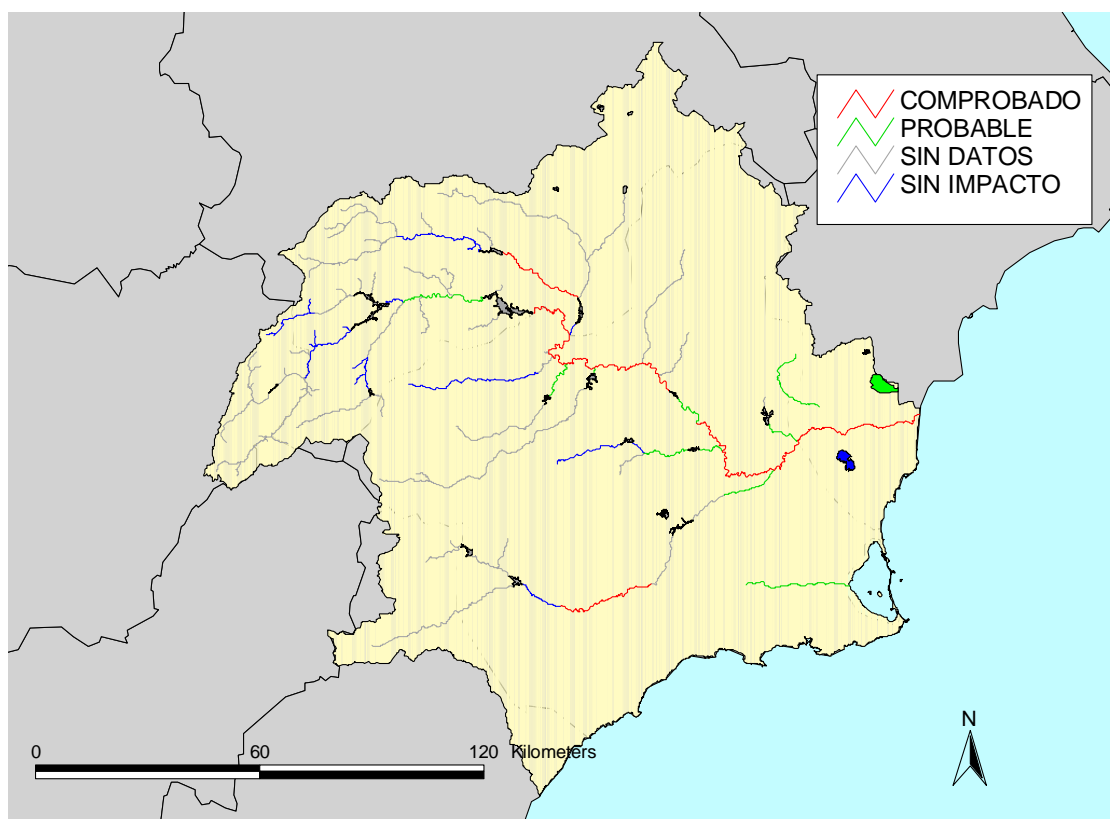 COMPROBADO
PROBABLE
SIN DATOS
SIN IMPACTO
N
0 60 120 Kilometers